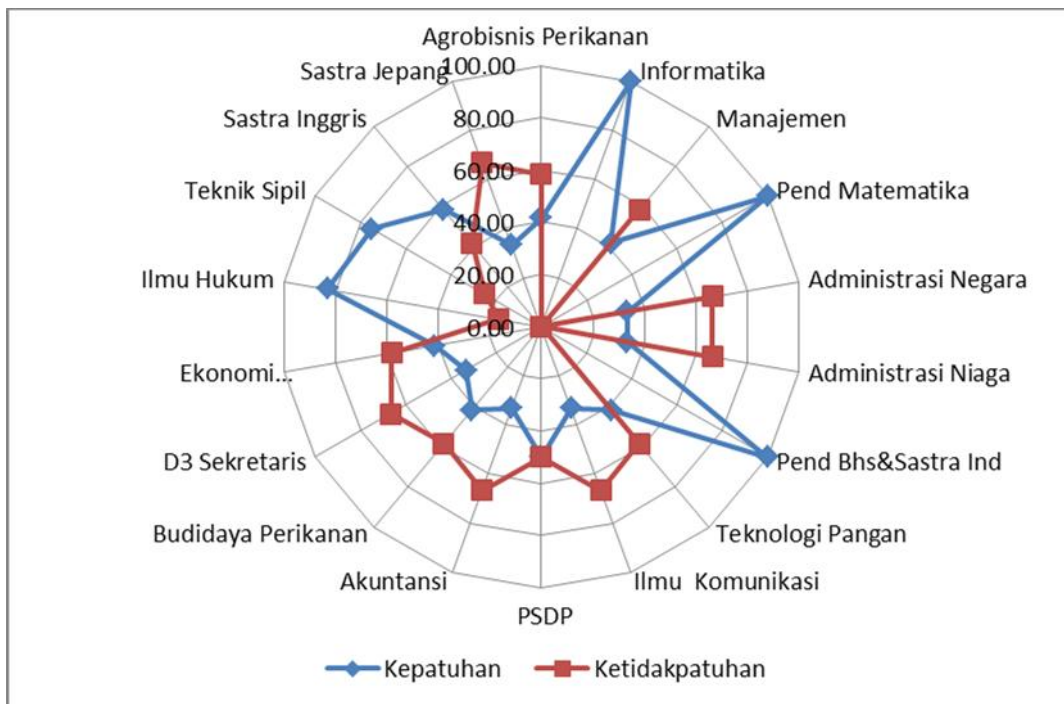 Agrobisnis Perikanan
Informatika
Manajemen
Pend Matematika
Administrasi Negara
Administrasi Niaga
Pend Bhs&Sastra Ind
Teknologi Pangan
Ilmu Komunikasi
PSDP
Akuntansi
Budidaya Perikanan
D3 Sekretaris
Ekonomi...
Ilmu Hukum
Teknik Sipil
Sastra Inggris
Sastra Jepang
100.00
80.00
60.00
40.00
20.00
0.00
Kepatuhan
Ketidakpatuhan